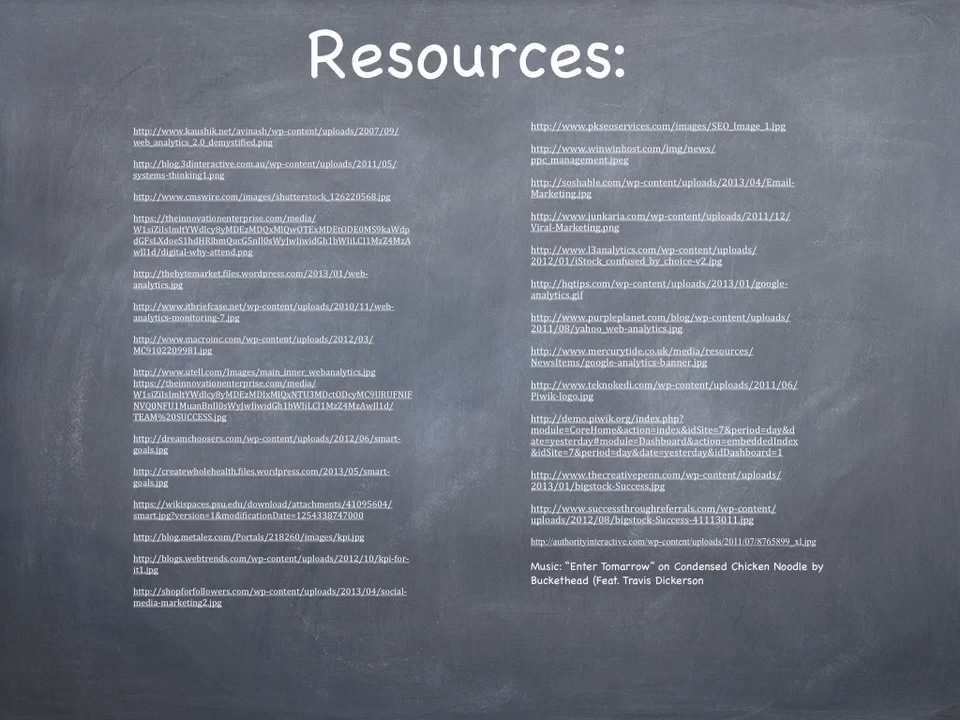 Resources:
http://www.kaushik.net/avinash/wp-content/uploads/2007/09/
web_analytics_2.0_demystified.png
http://blog.3dinteractive.com.au/wp-content/uploads/2011/05/
systems-thinking1.png
http://www.cmswire.com/images/shutterstock_126220568.jpg
https://theinnovationenterprise.com/media/
W1siZiIsImltYWdlcy8yMDEzMDQxMlQwOTExMDEtODE0MS9kaWdp
dGFsLXdoeS1hdHRlbmQucG5nIl0sWyJwIiwidGh1bWIiLCI1MzZ4MzA
wIl1d/digital-why-attend.png
http://thebytemarket.files.wordpress.com/2013/01/web-
analytics.jpg
http://www.itbriefcase.net/wp-content/uploads/2010/11/web-
analytics-monitoring-7.jpg
http://www.macroinc.com/wp-content/uploads/2012/03/
MC9102209981.jpg
http://www.utell.com/Images/main_inner_webanalytics.jpg
https://theinnovationenterprise.com/media/
W1siZiIsImltYWdlcy8yMDEzMDIxMlQxNTU3MDctODcyMC9URUFNIF
NVQ0NFU1MuanBnIl0sWyJwIiwidGh1bWIiLCI1MzZ4MzAwIl1d/
TEAM%20SUCCESS.jpg
http://dreamchoosers.com/wp-content/uploads/2012/06/smart-
goals.jpg
http://createwholehealth.files.wordpress.com/2013/05/smart-
goals.jpg
https://wikispaces.psu.edu/download/attachments/41095604/
smart.jpg?version=1&modificationDate=1254338747000
http://blog.metalez.com/Portals/218260/images/kpi.jpg
http://blogs.webtrends.com/wp-content/uploads/2012/10/kpi-for-
it1.jpg
http://shopforfollowers.com/wp-content/uploads/2013/04/social-
media-marketing2.jpg
http://www.pkseoservices.com/images/SEO_Image_1.jpg
http://www.winwinhost.com/img/news/
ppc_management.jpeg
http://soshable.com/wp-content/uploads/2013/04/Email-
Marketing.jpg
http://www.junkaria.com/wp-content/uploads/2011/12/
Viral-Marketing.png
http://www.l3analytics.com/wp-content/uploads/
2012/01/iStock_confused_by_choice-v2.jpg
http://hqtips.com/wp-content/uploads/2013/01/google-
analytics.gif
http://www.purpleplanet.com/blog/wp-content/uploads/
2011/08/yahoo_web-analytics.jpg
http://www.mercurytide.co.uk/media/resources/
NewsItems/google-analytics-banner.jpg
http://www.teknokedi.com/wp-content/uploads/2011/06/
Piwik-logo.jpg
http://demo.piwik.org/index.php?
module=CoreHome&action=index&idSite=7&period=day&d
ate=yesterday#module=Dashboard&action=embeddedIndex
&idSite=7&period=day&date=yesterday&idDashboard=1
http://www.thecreativepenn.com/wp-content/uploads/
2013/01/bigstock-Success.jpg
http://www.successthroughreferrals.com/wp-content/
uploads/2012/08/bigstock-Success-41113011.jpg
http://authorityinteractive.com/wp-content/uploads/2011/07/8765899_xl.jpg
Music: "Enter Tomarrow" on Condensed Chicken Noodle by
Buckethead (Feat. Travis Dickerson